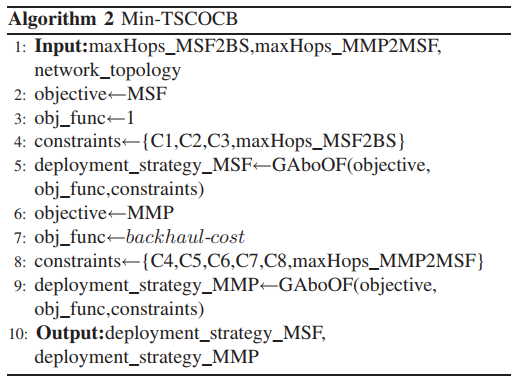 Algorithm 2 Min-TSCOCB
1: Input:maxHops_MSF2BS,maxHops_MMP2MSF,
network_topology
2: objective←MSF
3: obj_func←1
4: constraints←{C1,C2,C3,maxHops_MSF2BS}
5: deployment_strategy_MSF←GAboOF(objective,
obj_func,constraints)
6: objective←MMP
7: obj_func←backhaul-cost
8: constraints←{C4,C5,C6,C7,C8,maxHops_MMP2MSF}
9: deployment_strategy_MMP←GAboOF(objective,
obj_func,constraints)
10: Output:deployment_strategy_MSF,
deployment_strategy_MMP